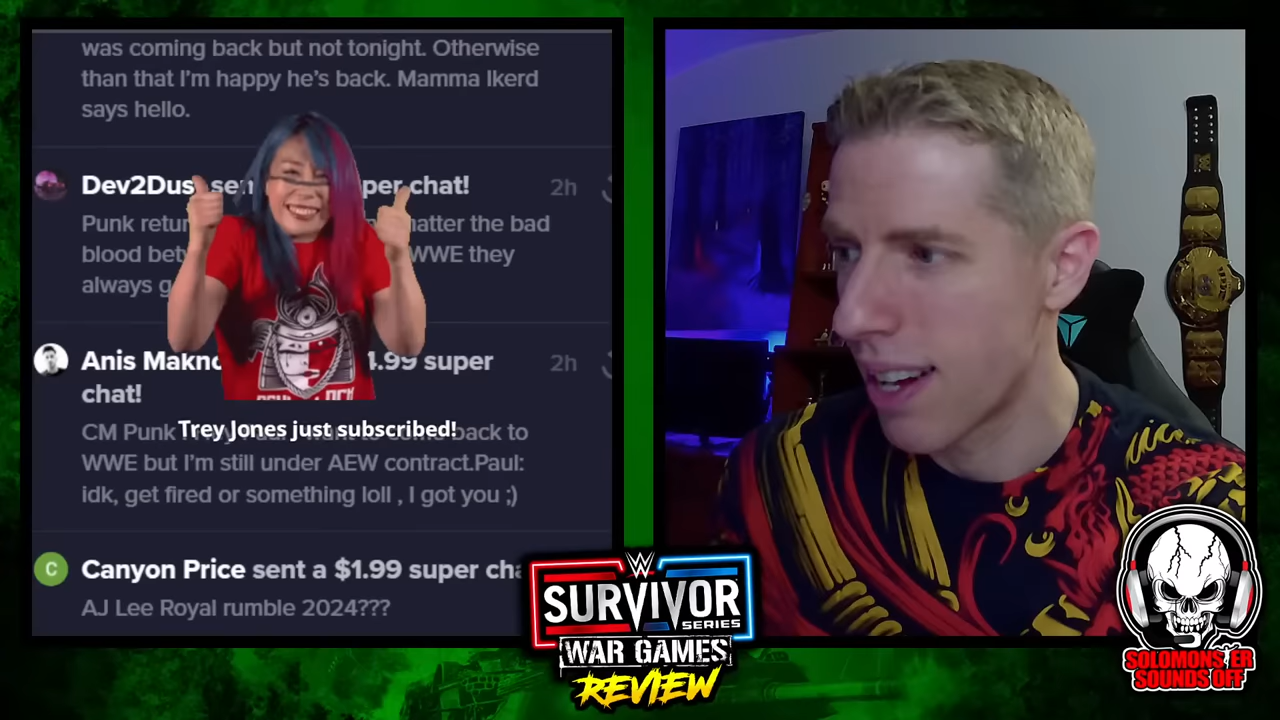 was coming back but not tonight. Otherwise
than that I'm happy he's back. Mamma Ikerd
says hello.
Dev2Dus sen per chat!
2h
Punk retur matter the bad
blood bet WWE they
always g
Anis Makno 4.99 super
chat!
2h
Trey Jones just subscribed!
CM Punk back to
WWE but I'm still under AEW contract.Paul:
idk, get fired or something loll , I got you ;)
C
Canyon Price sent a $1.99 super cha
AJ Lee Royal rumble 2024???
W
SURVIVOR
SERIES
WAR GAMES
REVIEW
SOLOMONSTER
SOUNDS OFF